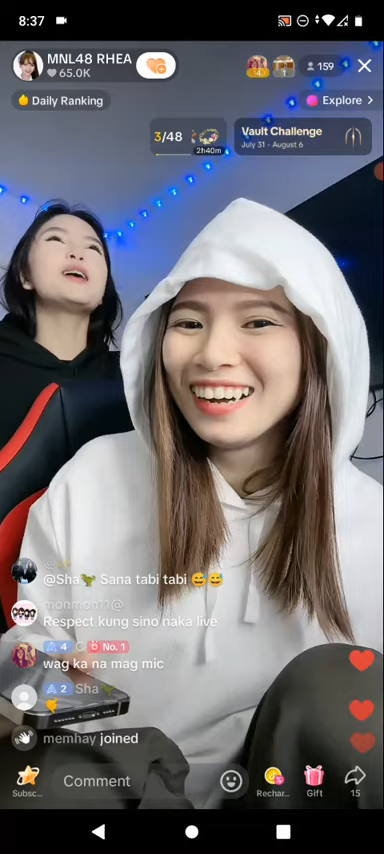 8:37
MNL48 RHEA
65.0K
4
1
159
Daily Ranking
Explore >
3/48
2h40m
Vault Challenge
July 31 - August 6
@Sha🦖 Sana tabi tabi 😅😅
monmon11@
Respect kung sino naka live
4
G
No. 1
wag ka na mag mic
2
Sha🦖
memhay joined
Comment
Subsc...
Rechar...
Gift
15